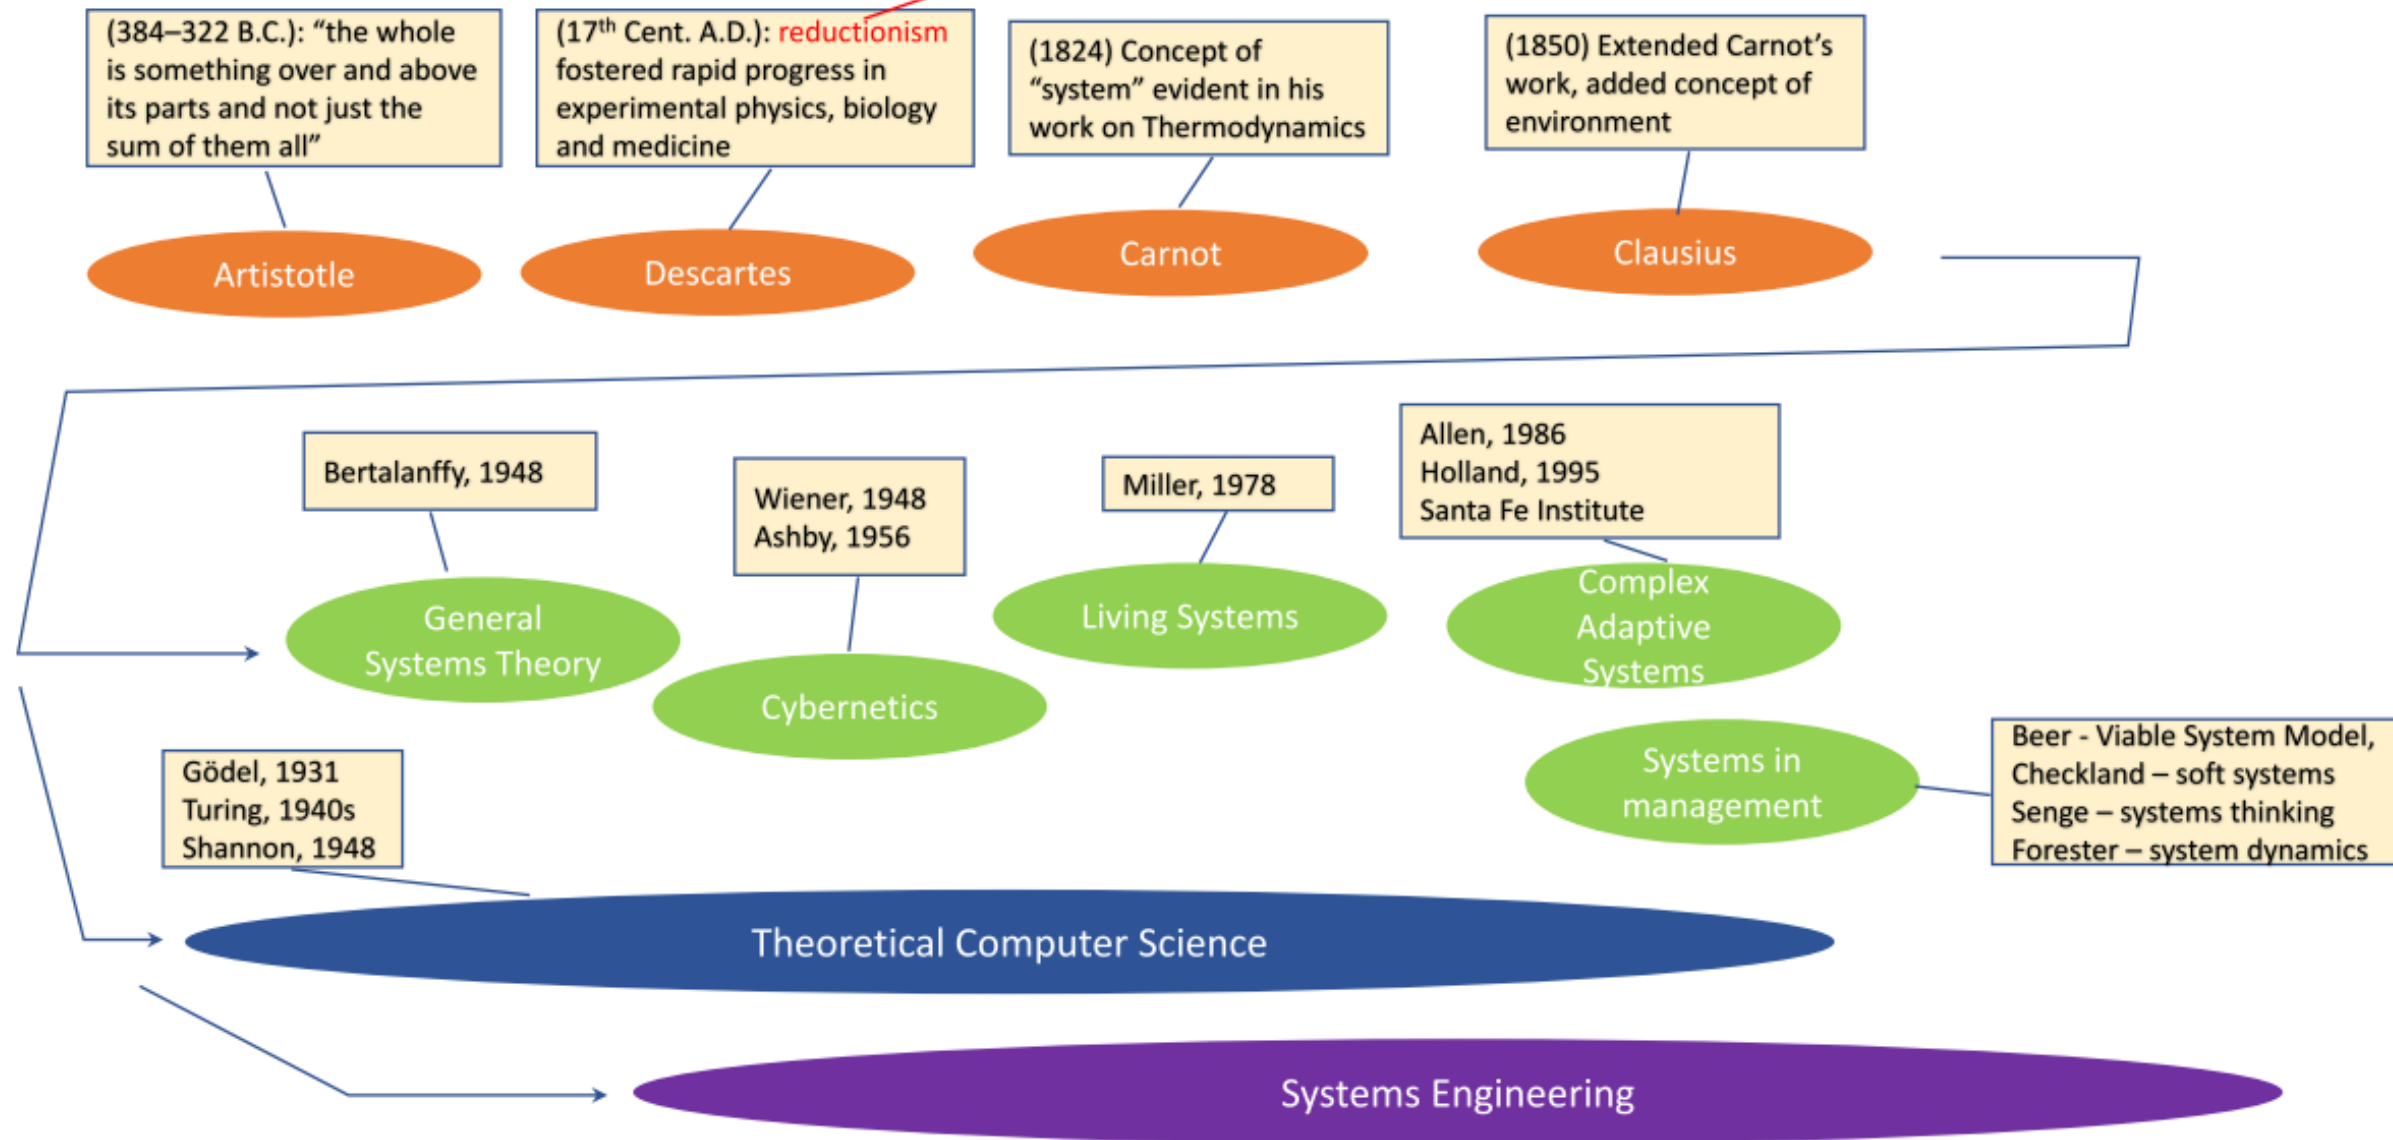 (384–322 B.C.): “the whole
is something over and above
its parts and not just the
sum of them all”
(17th Cent. A.D.): reductionism
fostered rapid progress in
experimental physics, biology
and medicine
(1824) Concept of
“system” evident in his
work on Thermodynamics
(1850) Extended Carnot’s
work, added concept of
environment
Artistotle
Descartes
Carnot
Clausius
Bertalanffy, 1948
Wiener, 1948
Ashby, 1956
Miller, 1978
Allen, 1986
Holland, 1995
Santa Fe Institute
General
Systems Theory
Cybernetics
Living Systems
Complex
Adaptive
Systems
Gödel, 1931
Turing, 1940s
Shannon, 1948
Systems in
management
Beer - Viable System Model,
Checkland – soft systems
Senge – systems thinking
Forester – system dynamics
Theoretical Computer Science
Systems Engineering